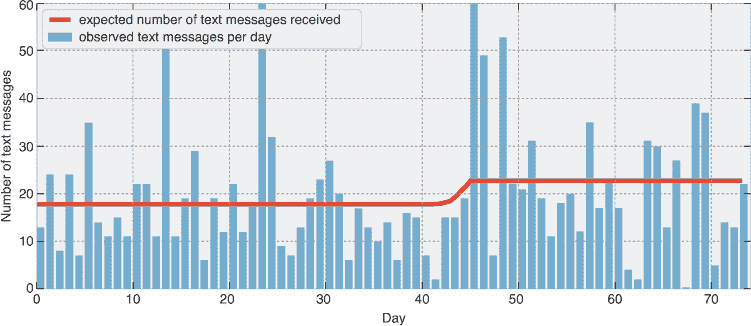 expected number of text messages received
observed text messages per day
Number of text messages
60
50
40
30
20
10
0
0 10 20 30 40 50 60 70
Day